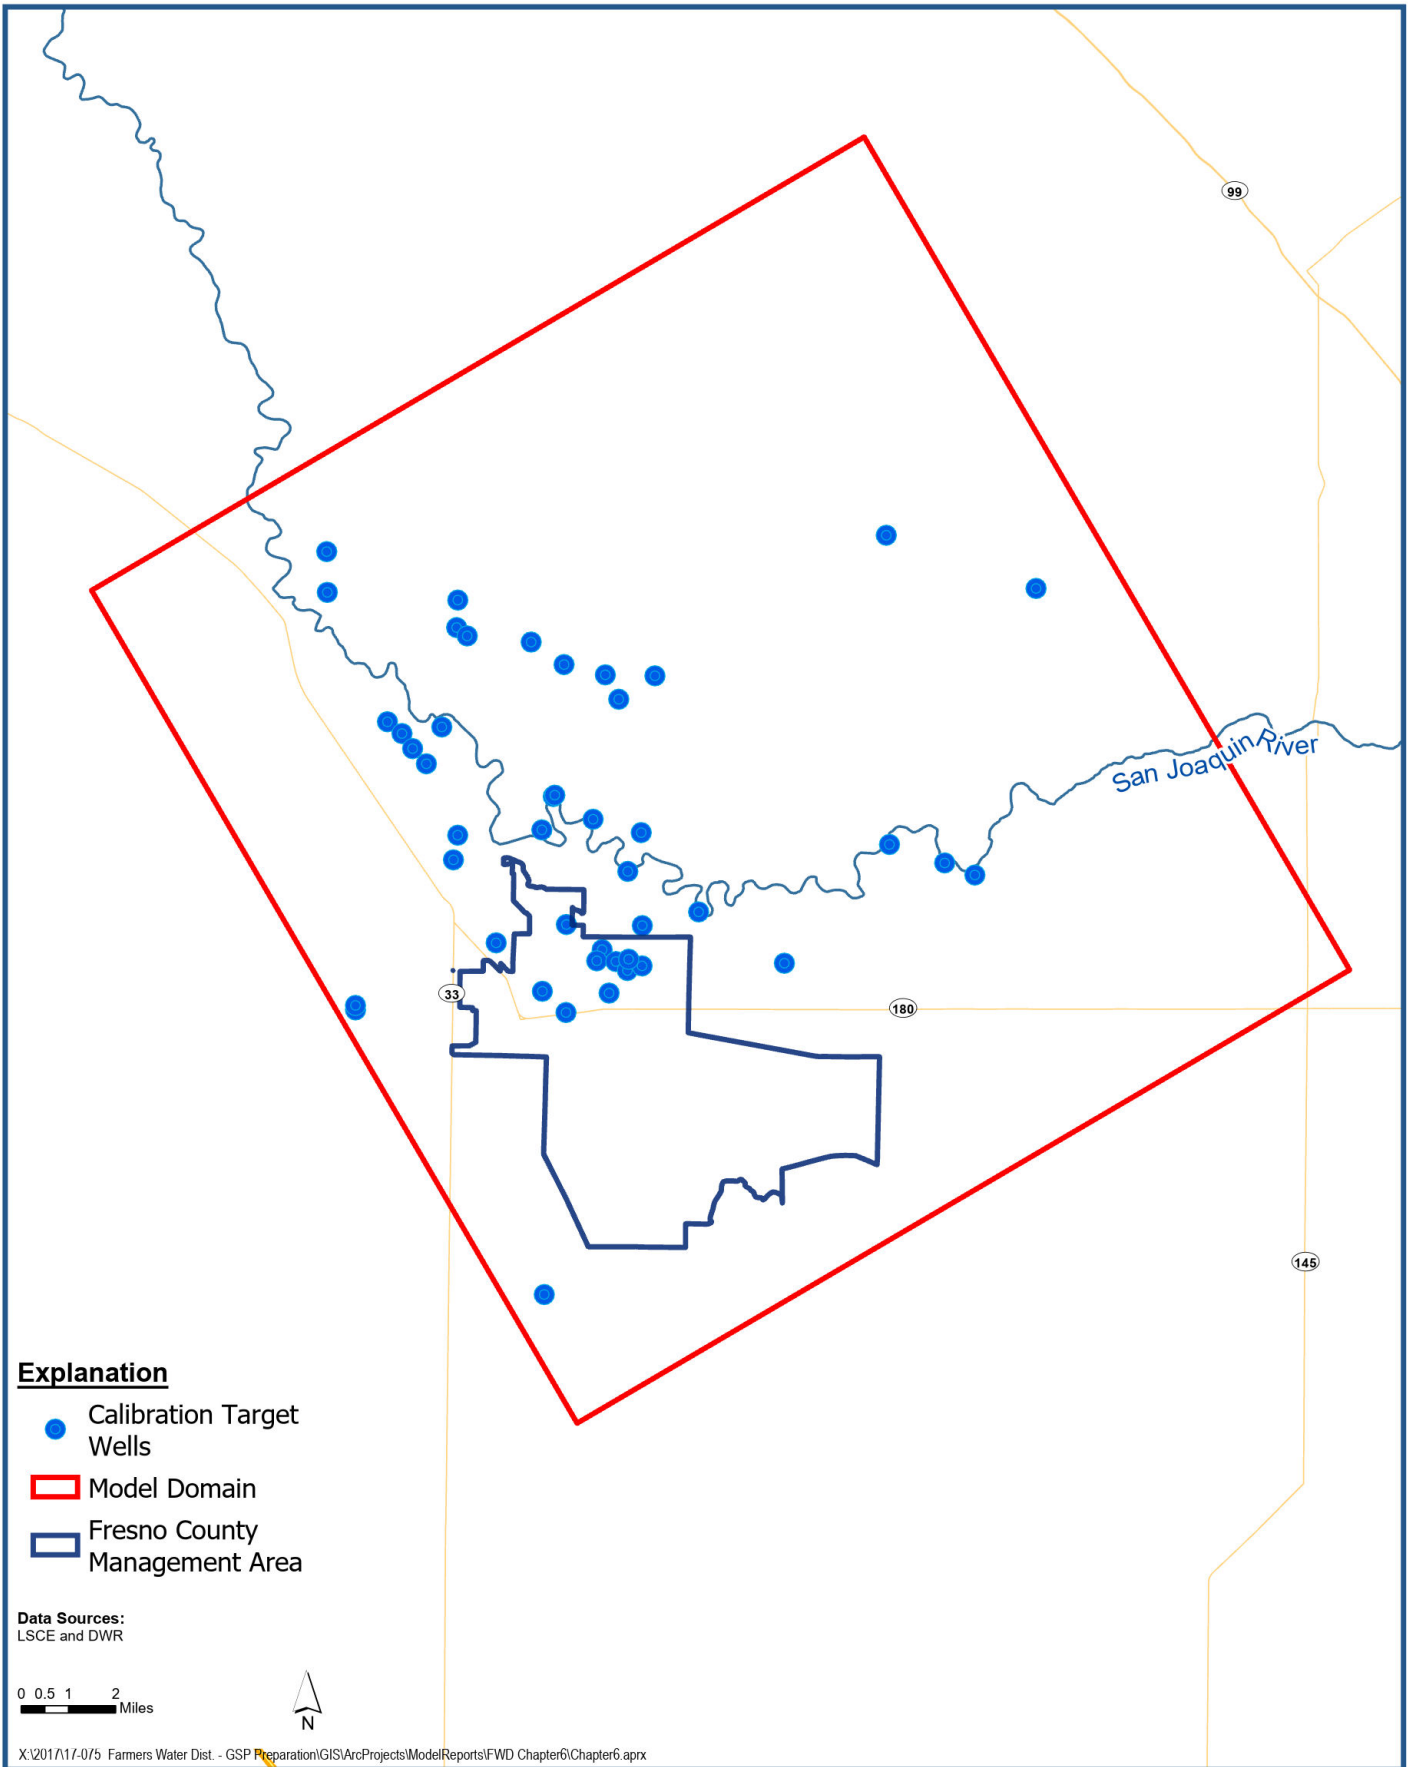 99
San Joaquin River
33
180
145
Explanation
Calibration Target
Wells
Model Domain
Fresno County
Management Area
Data Sources:
LSCE and DWR
0 0.5 1 2
Miles
N
X:\2017\17-075 Farmers Water Dist. - GSP Preparation\GIS\ArcProjects\ModelReports\FWD Chapter6\Chapter6.aprx